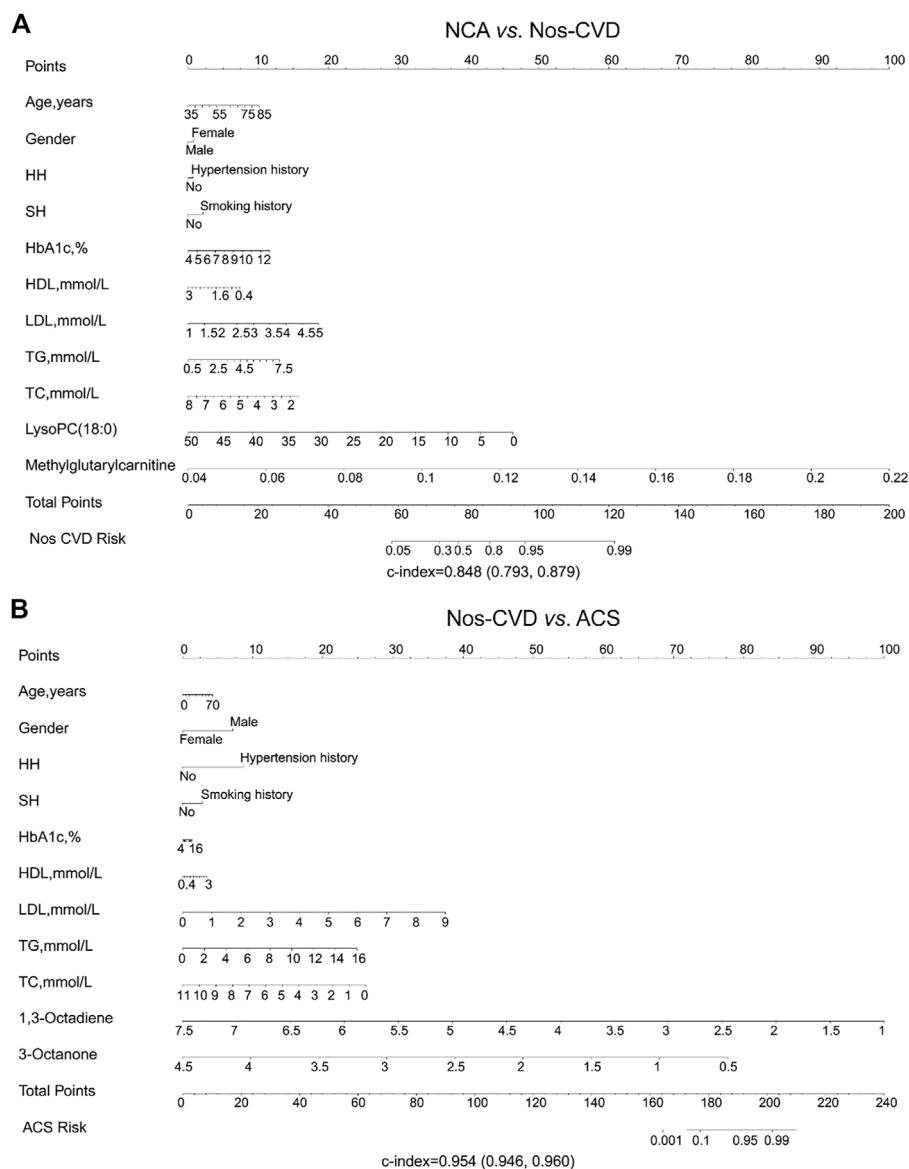 A
NCA vs. Nos-CVD
Points 0 10 20 30 40 50 60 70 80 90 100
Age,years 35 55 75 85
Gender Female
Male
HH Hypertension history
No
SH Smoking history
No
HbA1c,% 4 5 6 7 8 9 10 12
HDL,mmol/L 3 1.6 0.4
LDL,mmol/L 1 1.52 2.53 3.54 4.55
TG,mmol/L 0.5 2.5 4.5 7.5
TC,mmol/L 8 7 6 5 4 3 2
LysoPC(18:0) 50 45 40 35 30 25 20 15 10 5 0
Methylglutarylcarnitine 0.04 0.06 0.08 0.1 0.12 0.14 0.16 0.18 0.2 0.22
Total Points 0 20 40 60 80 100 120 140 160 180 200
Nos CVD Risk 0.05 0.3 0.5 0.8 0.95 0.99
c-index=0.848 (0.793, 0.879)
B
Nos-CVD vs. ACS
Points 0 10 20 30 40 50 60 70 80 90 100
Age,years 0 70
Gender Male
Female
HH Hypertension history
No
SH Smoking history
No
HbA1c,% 4 16
HDL,mmol/L 0.4 3
LDL,mmol/L 0 1 2 3 4 5 6 7 8 9
TG,mmol/L 0 2 4 6 8 10 12 14 16
TC,mmol/L 11 10 9 8 7 6 5 4 3 2 1 0
1,3-Octadiene 7.5 7 6.5 6 5.5 5 4.5 4 3.5 3 2.5 2 1.5 1
3-Octanone 4.5 4 3.5 3 2.5 2 1.5 1 0.5
Total Points 0 20 40 60 80 100 120 140 160 180 200 220 240
ACS Risk 0.001 0.1 0.95 0.99
c-index=0.954 (0.946, 0.960)